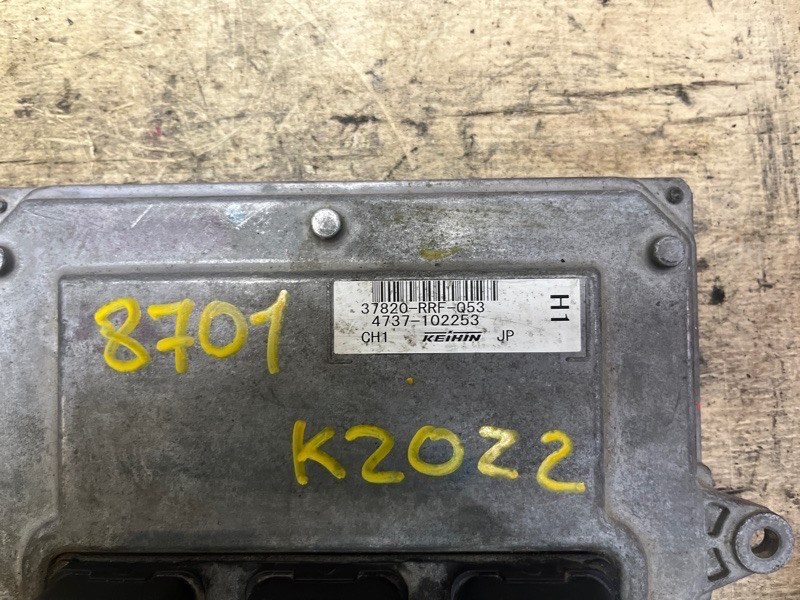 37820-RRF-Q53
4737-102253
CH1 KEIHIN JP
H1
8701
K2022